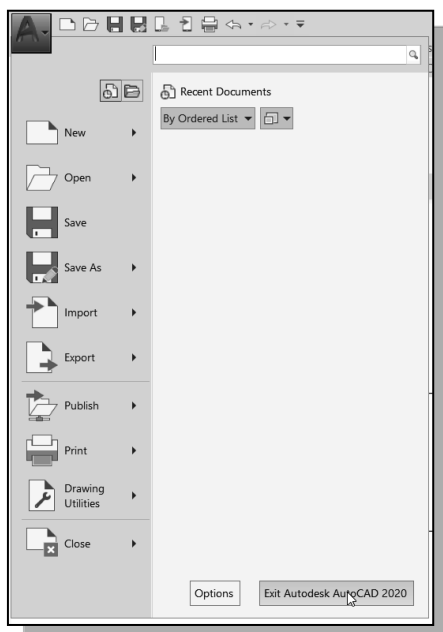 A
Recent Documents
By Ordered List
New
Open
Save
Save As
Import
Export
Publish
Print
Drawing
Utilities
Close
Options
Exit Autodesk AutoCAD 2020